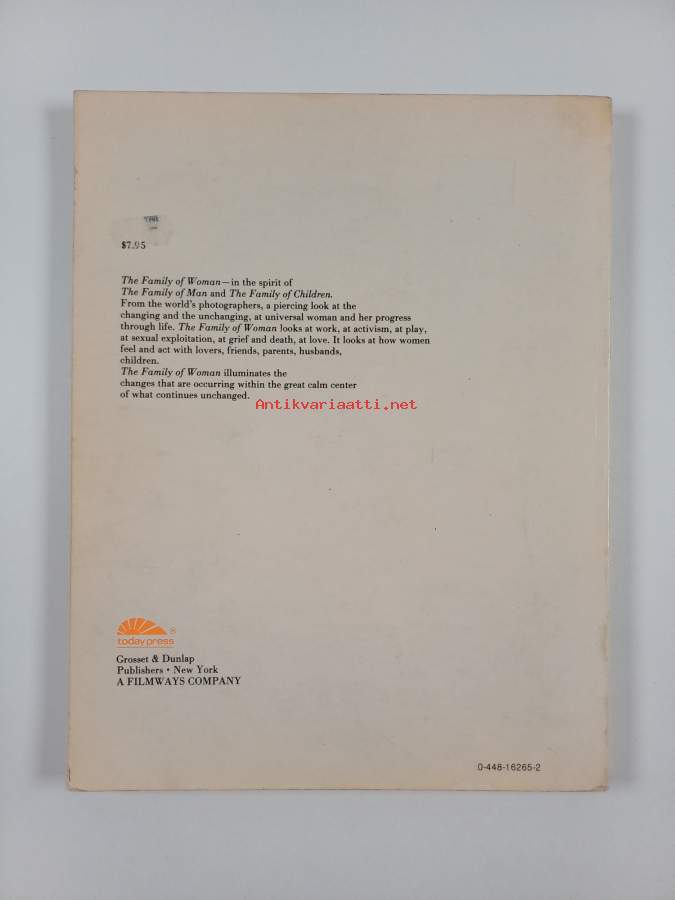 $7.95
The Family of Woman—in the spirit of
The Family of Man and The Family of Children.
From the world's photographers, a piercing look at the
changing and the unchanging, at universal woman and her progress
through life. The Family of Woman looks at work, at activism, at play,
at sexual exploitation, at grief and death, at love. It looks at how women
feel and act with lovers, friends, parents, husbands,
children.
The Family of Woman illuminates the
changes that are occurring within the great calm center
of what continues unchanged.
Antikvariaatti.net
today press ®
Grosset & Dunlap
Publishers • New York
A FILMWAYS COMPANY
0-448-16265-2